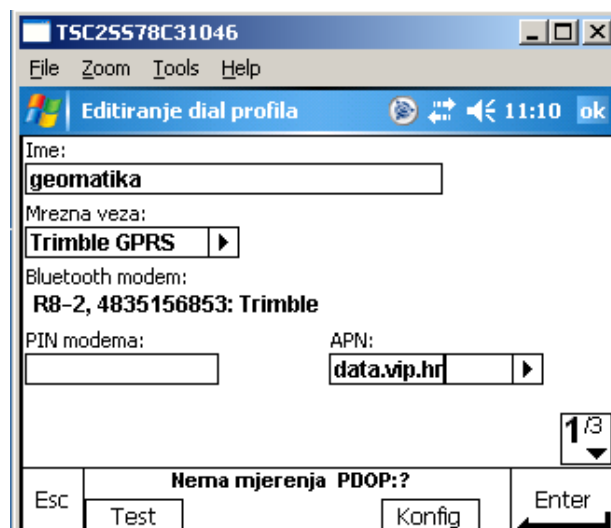 TSC2SS78C31046
File Zoom Tools Help
Editiranje dial profila 11:10 ok
Ime:
geomatika
Mrezna veza:
Trimble GPRS
Bluetooth modem:
R8-2, 4835156853: Trimble
PIN modema: APN:
data.vip.hr
1/3
Nema mjerenja PDOP:?
Esc Test Konfig Enter